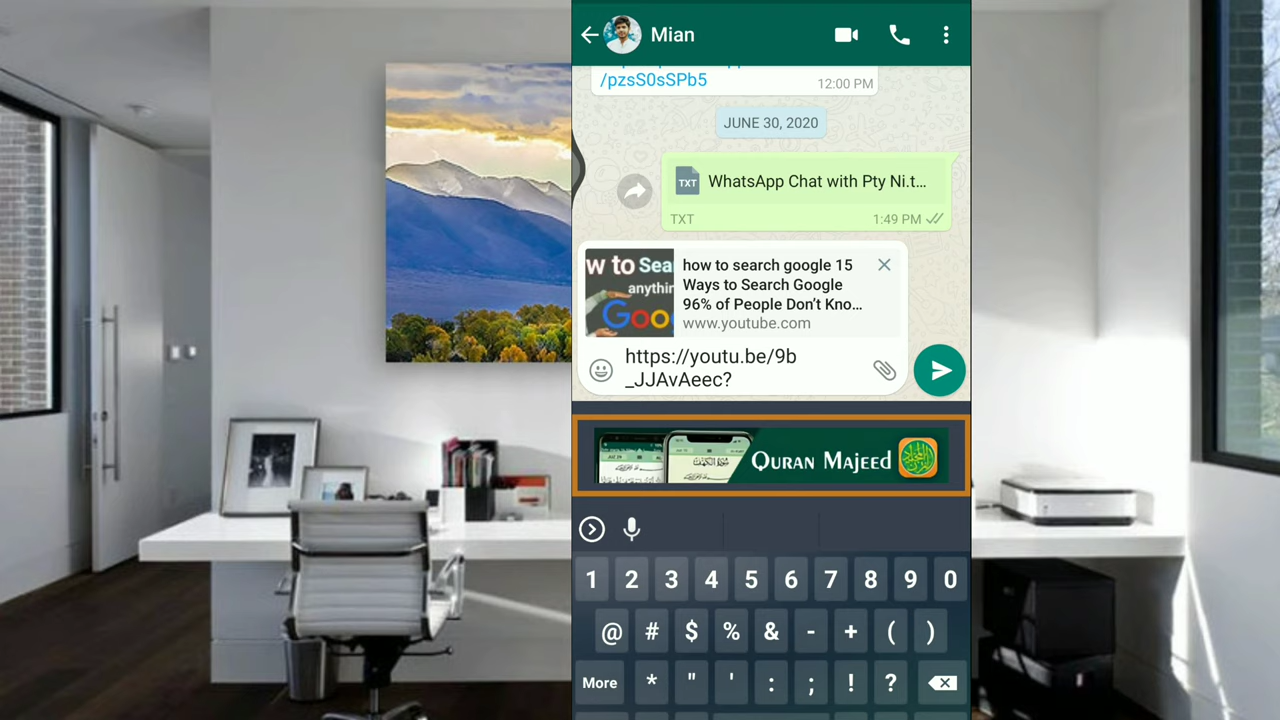 Mian
/pzsS0sSPb5
12:00 PM
JUNE 30, 2020
TXT
WhatsApp Chat with Pty Ni.t...
TXT
1:49 PM
w to Sea
anythin
Goo
how to search google 15
Ways to Search Google
96% of People Don't Kno...
www.youtube.com
https://youtu.be/9b
_JJAvAeec?
QURAN MAJEED
1 2 3 4 5 6 7 8 9 0
@ # $ % & - + ( )
More * " ' : ; ! ?